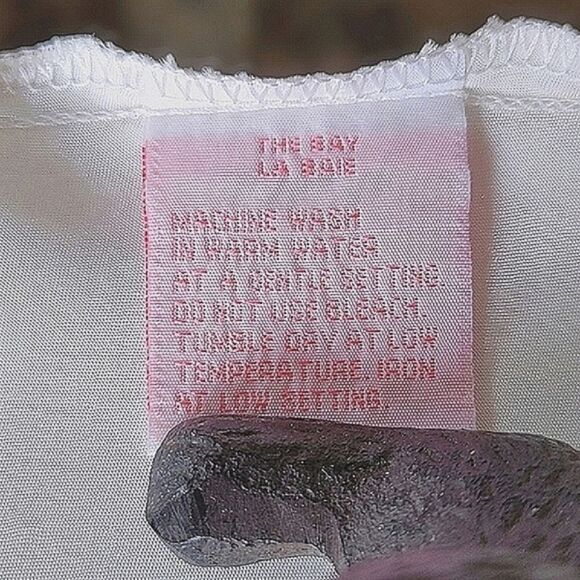 THE BAY
LA BAIE
MACHINE WASH
IN WARM WATER
AT A GENTLE SETTING.
DO NOT USE BLEACH.
TUMBLE DRY AT LOW
TEMPERATURE. IRON
AT LOW SETTING.